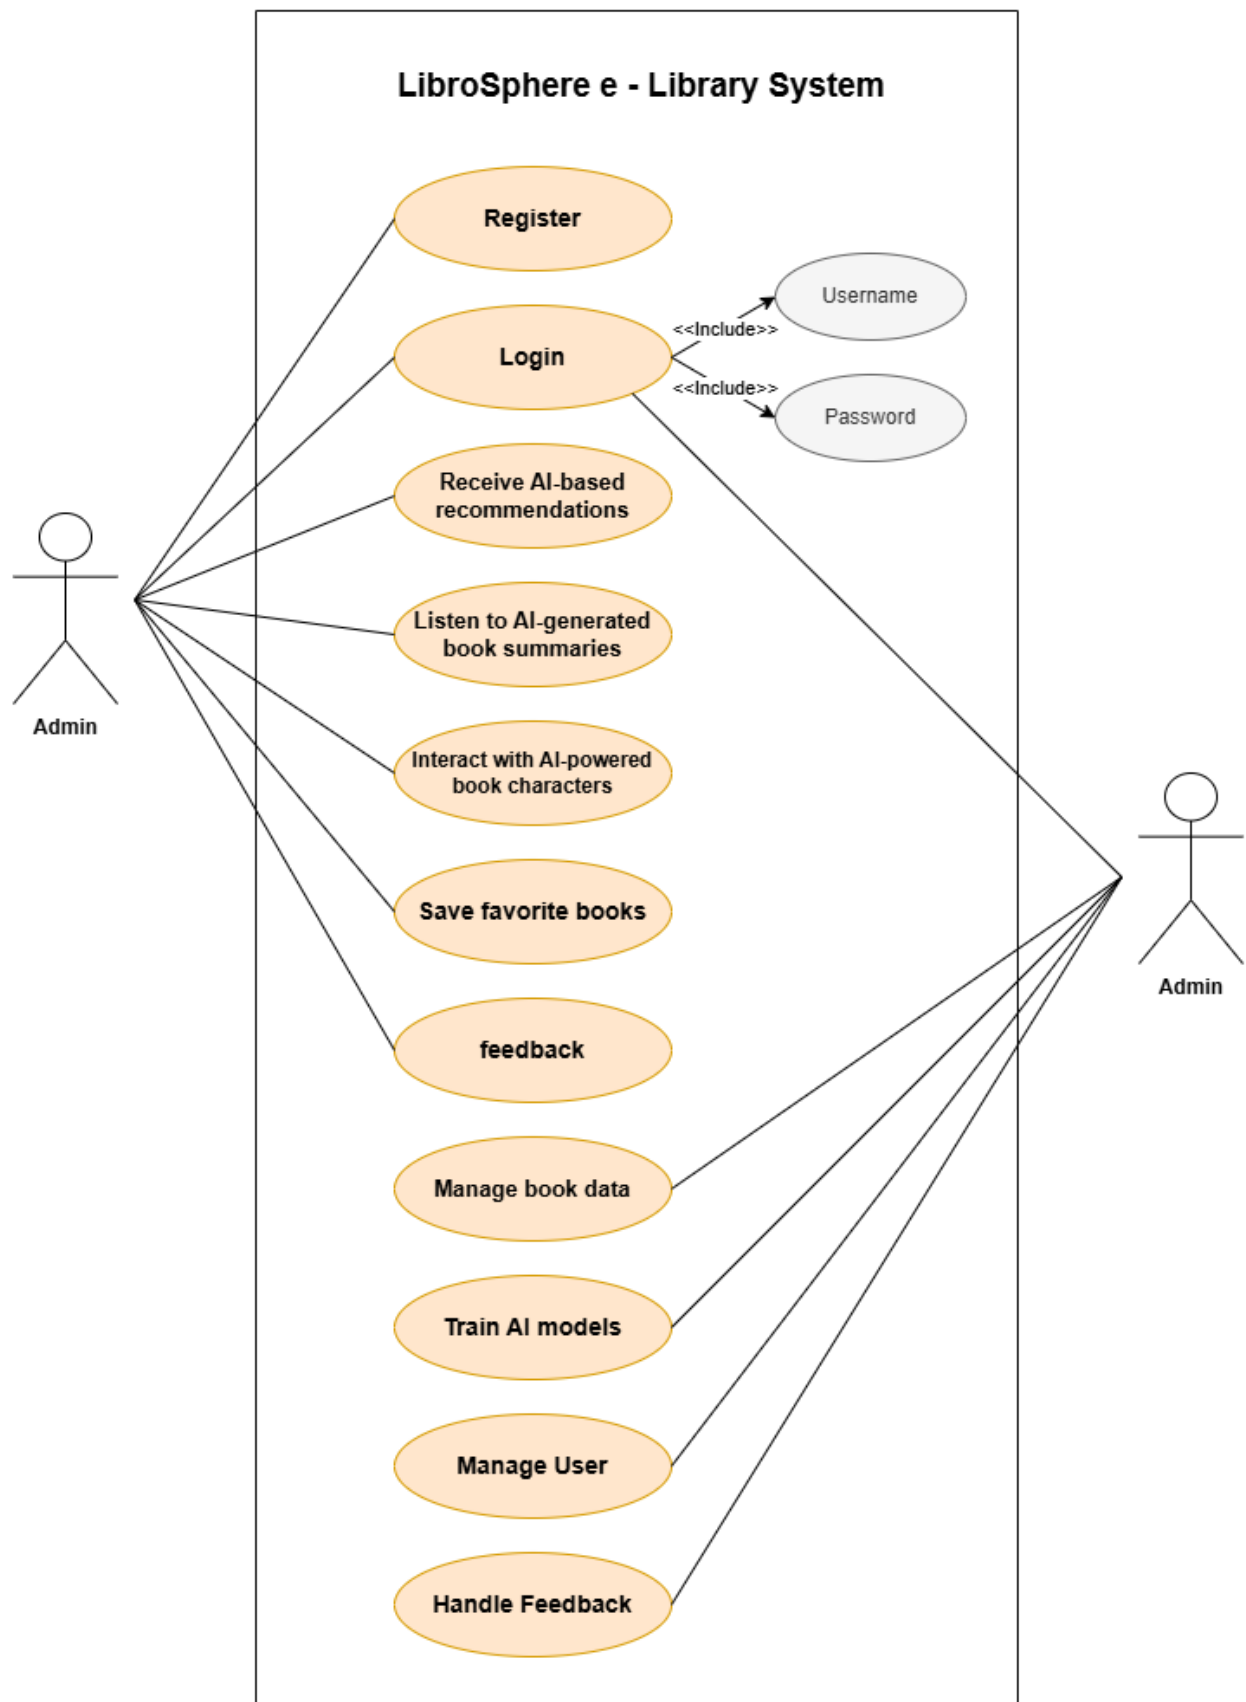 LibroSphere e - Library System
Register
Username
<<Include>>
Login
<<Include>>
Password
Receive AI-based
recommendations
Listen to AI-generated
book summaries
Admin
Interact with AI-powered
book characters
Save favorite books
Admin
feedback
Manage book data
Train AI models
Manage User
Handle Feedback